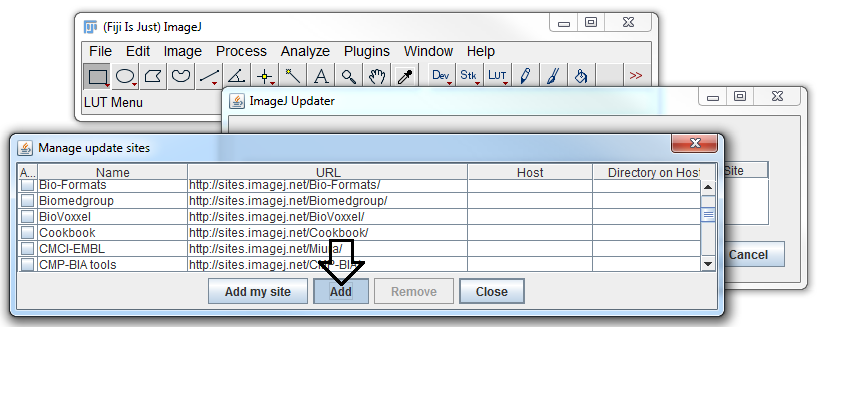 (Fiji Is Just) ImageJ
File Edit Image Process Analyze Plugins Window Help
A Dev Stk LUT >>
LUT Menu
ImageJ Updater
Site
Cancel
Manage update sites
A... Name URL Host Directory on Host
Bio-Formats http://sites.imagej.net/Bio-Formats/
Biomedgroup http://sites.imagej.net/Biomedgroup/
BioVoxxel http://sites.imagej.net/BioVoxxel/
Cookbook http://sites.imagej.net/Cookbook/
CMCI-EMBL http://sites.imagej.net/Miura/
CMP-BIA tools http://sites.imagej.net/CMP-BIA/
Add my site Add Remove Close